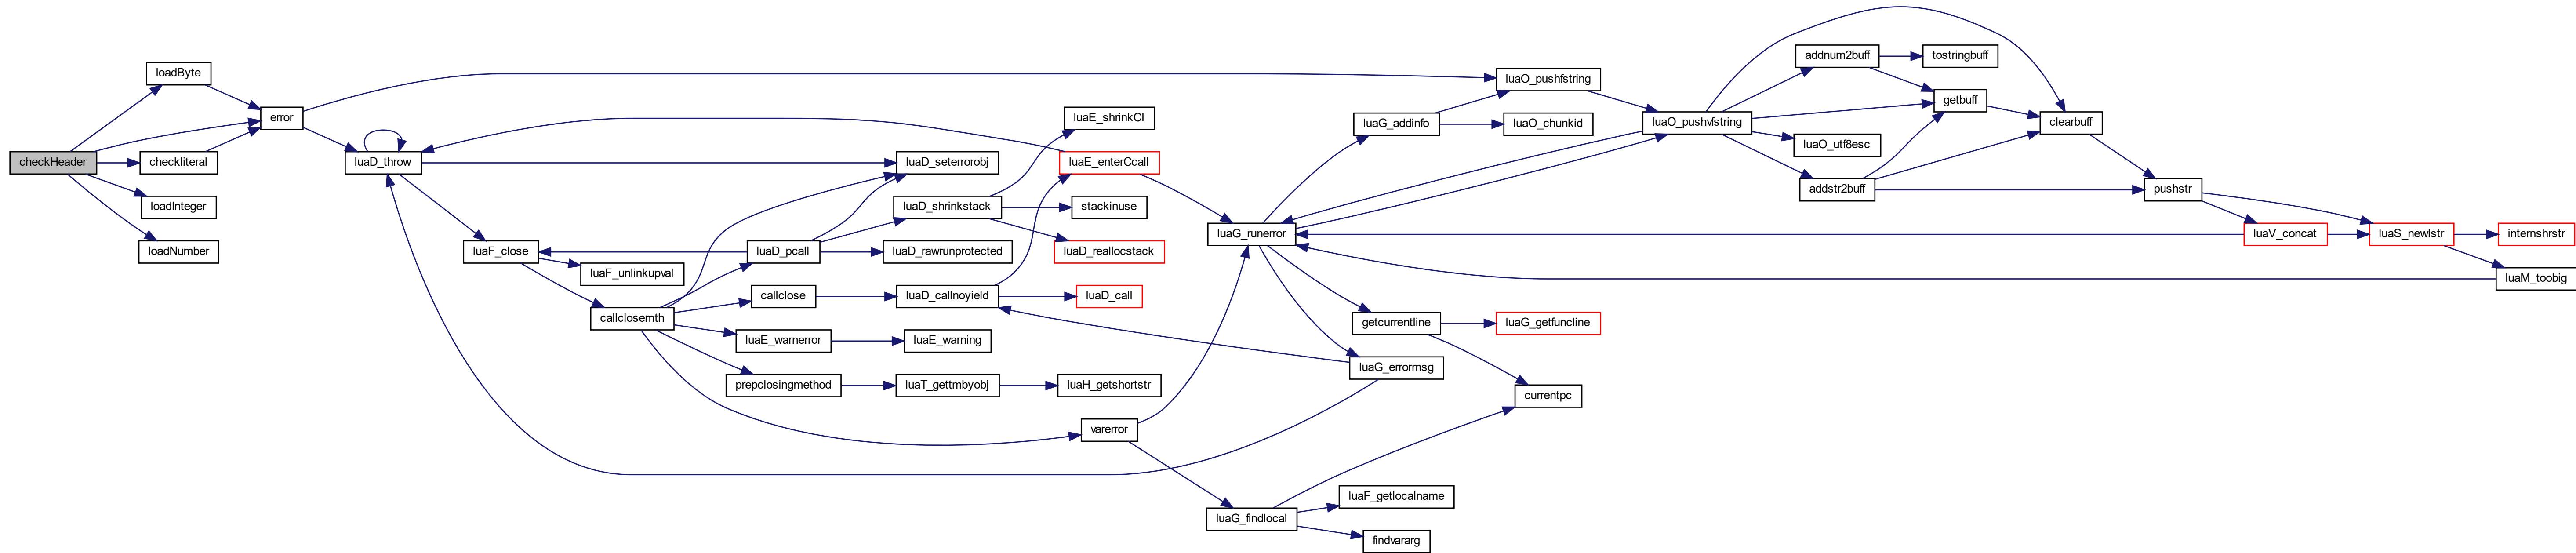 checkHeader
loadByte
error
checkliteral
loadInteger
loadNumber
luaD_throw
luaF_close
luaF_unlinkupval
callclosemth
luaD_pcall
callclose
luaE_warnerror
prepclosingmethod
luaD_seterrorobj
luaD_shrinkstack
luaD_rawrunprotected
luaD_callnoyield
luaE_warning
luaT_gettmbyobj
luaE_shrinkCI
luaE_enterCcall
stackinuse
luaD_reallocstack
luaD_call
luaH_getshortstr
varerror
luaG_runerror
luaG_findlocal
luaG_addinfo
getcurrentline
luaG_errormsg
luaF_getlocalname
findvararg
luaO_pushfstring
luaO_chunkid
luaG_getfuncline
currentpc
luaO_pushvfstring
addnum2buff
luaO_utf8esc
addstr2buff
tostringbuff
getbuff
clearbuff
pushstr
luaV_concat
luaS_newlstr
internshrstr
luaM_toobig